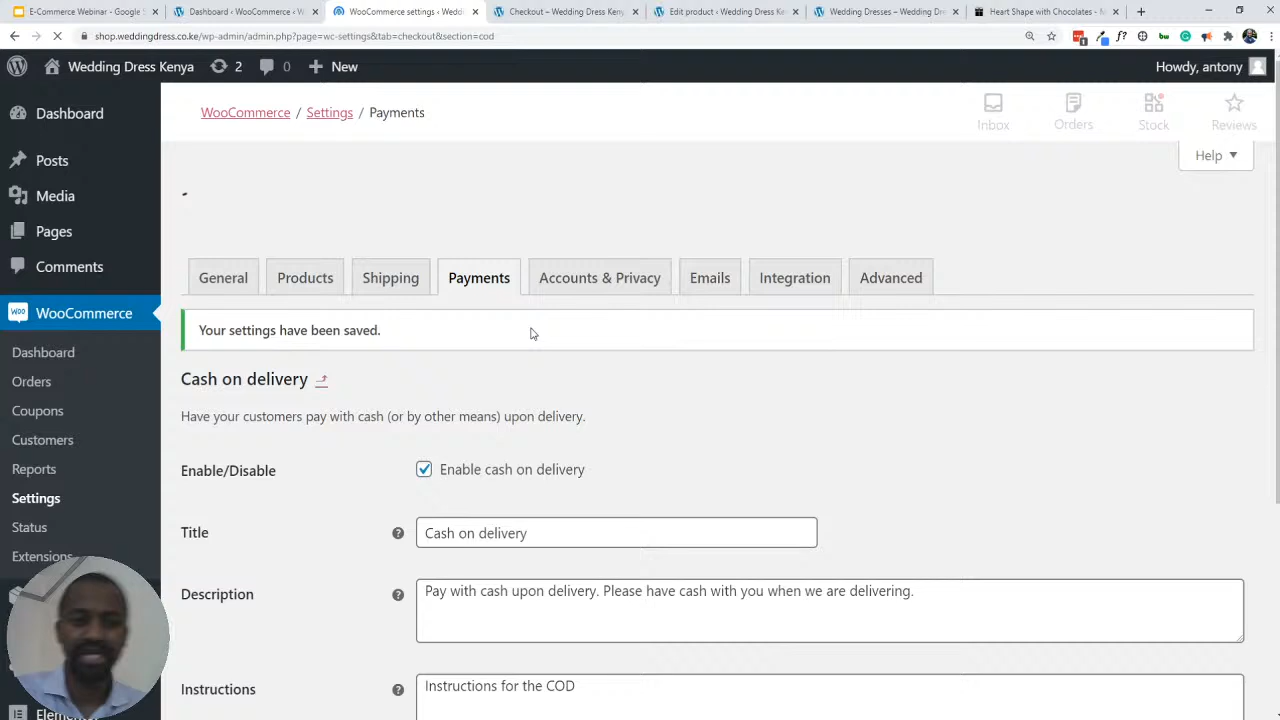 E-Commerce Webinar - Google S
Dashboard ‹ WooCommerce ‹ W
WooCommerce settings ‹ Weddi
Checkout – Wedding Dress Kenya
Edit product ‹ Wedding Dress K
Wedding Dresses – Wedding Dre
Heart Shape with Chocolates - M
shop.weddingdress.co.ke/wp-admin/admin.php?page=wc-settings&tab=checkout&section=cod
Wedding Dress Kenya
2
0
New
Howdy, antony
Dashboard
Posts
Media
Pages
Comments
WooCommerce
Dashboard
Orders
Coupons
Customers
Reports
Settings
Status
Extensions
WooCommerce / Settings / Payments
Inbox
Orders
Stock
Reviews
Help
General
Products
Shipping
Payments
Accounts & Privacy
Emails
Integration
Advanced
Your settings have been saved.
Cash on delivery
Have your customers pay with cash (or by other means) upon delivery.
Enable/Disable
Enable cash on delivery
Title
Cash on delivery
Description
Pay with cash upon delivery. Please have cash with you when we are delivering.
Instructions
Instructions for the COD